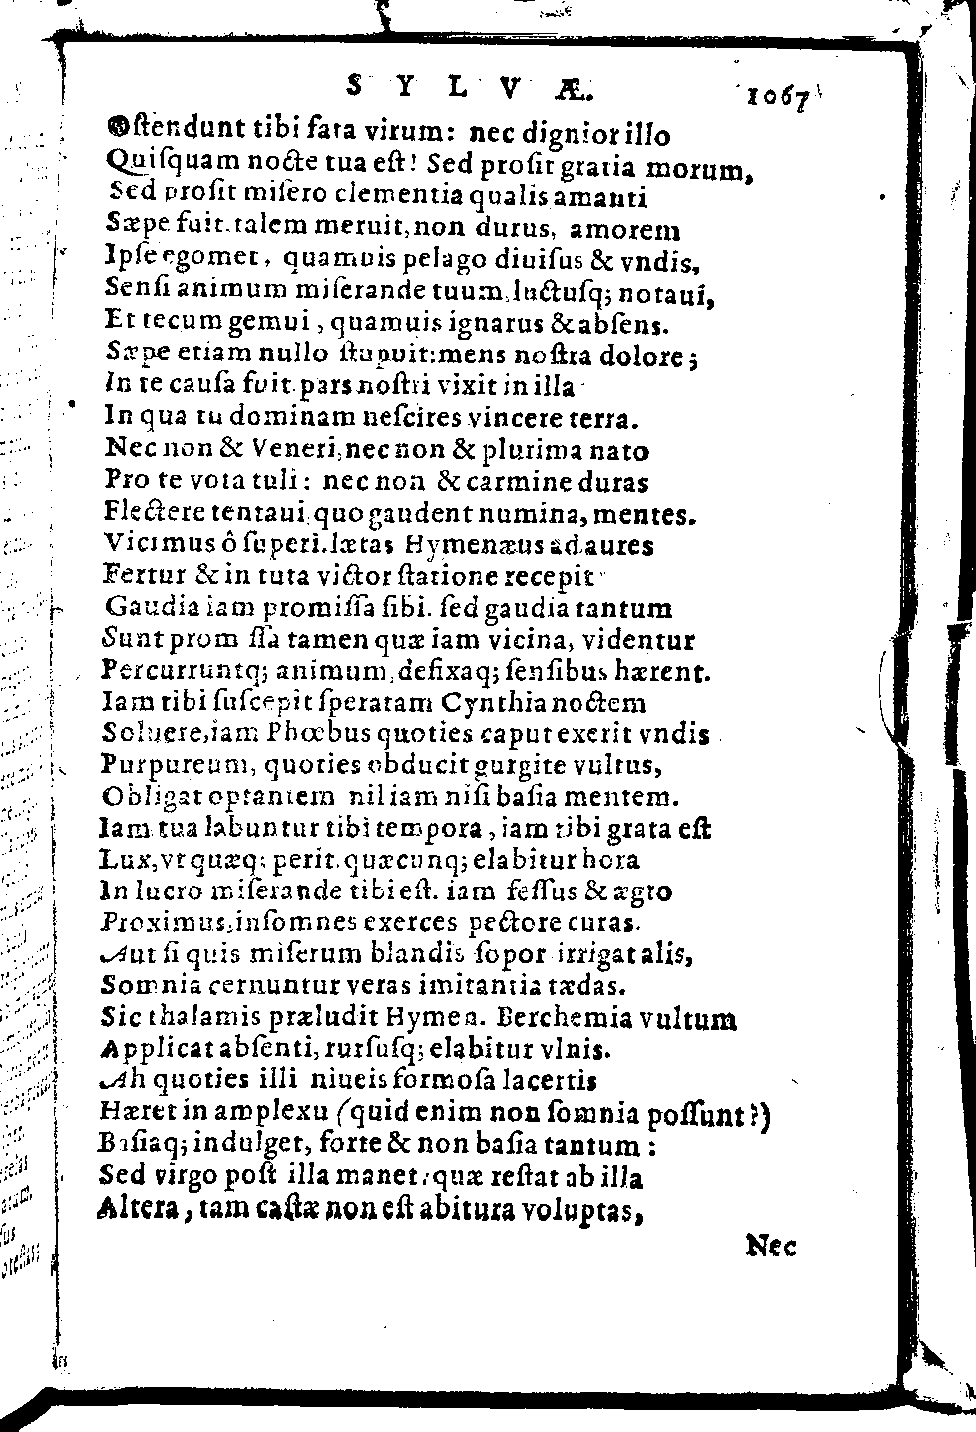 SYLVÆ. 1067
Oſtendunt tibi fata virum: nec dignior illo
Quiſquam nocte tua eſt! Sed proſit gratia morum,
Sed proſit miſero clementia qualis amanti
Sæpe fuit. talem meruit, non durus, amorem
Ipſe egomet, quamuis pelago diuiſus & vndis,
Senſi animum miſerande tuum, luctuſq; notaui,
Et tecum gemui, quamuis ignarus & abſens.
Sæpe etiam nullo ſtupuit: mens noſtra dolore;
In te cauſa fuit. pars noſtri vixit in illa
In qua tu dominam neſcires vincere terra.
Nec non & Veneri, nec non & plurima nato
Pro te vota tuli: nec non & carmine duras
Flectere tentaui quo gaudent numina, mentes.
Vicimus ô ſuperi. lætas Hymenæus ad aures
Fertur & in tuta victor ſtatione recepit
Gaudia iam promiſſa ſibi. ſed gaudia tantum
Sunt prom ſſa tamen quæ iam vicina, videntur
Percurruntq; animum, defixaq; ſenſibus hærent.
Iam tibi ſuſcepit ſperatam Cynthia noctem
Soluere, iam Phœbus quoties caput exerit vndis
Purpureum, quoties obducit gurgite vultus,
Obligat optantem nil iam niſi baſia mentem.
Iam tua labuntur tibi tempora, iam tibi grata eſt
Lux, vt quæq; perit. quæcunq; elabitur hora
In lucro miſerande tibi eſt. iam feſſus & ægro
Proximus, inſomnes exerces pectore curas.
Aut ſi quis miſerum blandis ſopor irrigat alis,
Somnia cernuntur veras imitantia tædas.
Sic thalamis præludit Hymen. Berchemia vultum
Applicat abſenti, rurſuſq; elabitur vlnis.
Ah quoties illi niueis formoſa lacertis
Hæret in amplexu (quid enim non ſomnia poſſunt?)
Baſiaq; indulget, forte & non baſia tantum:
Sed virgo poſt illa manet: quæ reſtat ab illa
Altera, tam caſtæ non eſt abitura voluptas,
Nec